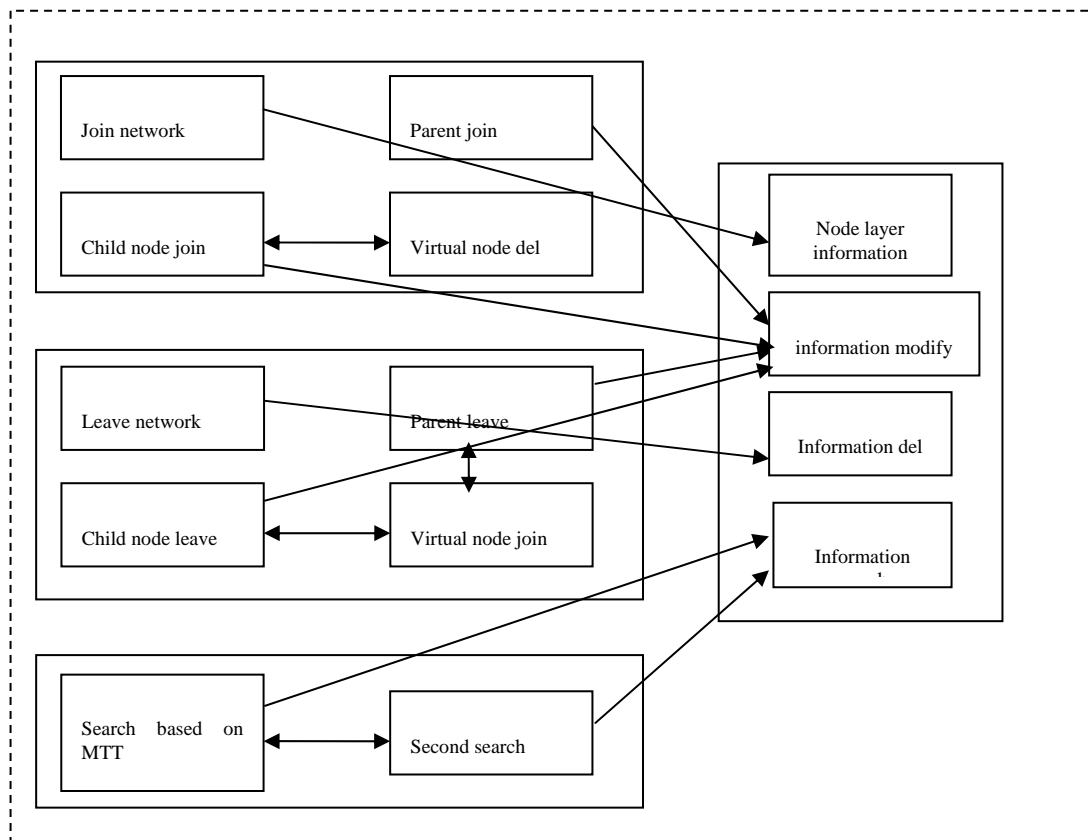 Join network
Parent join
Child node join
Virtual node del
Node layer
information
information modify
Leave network
Parent leave
Information del
Child node leave
Virtual node join
Information
Search based on
MTT
Second search